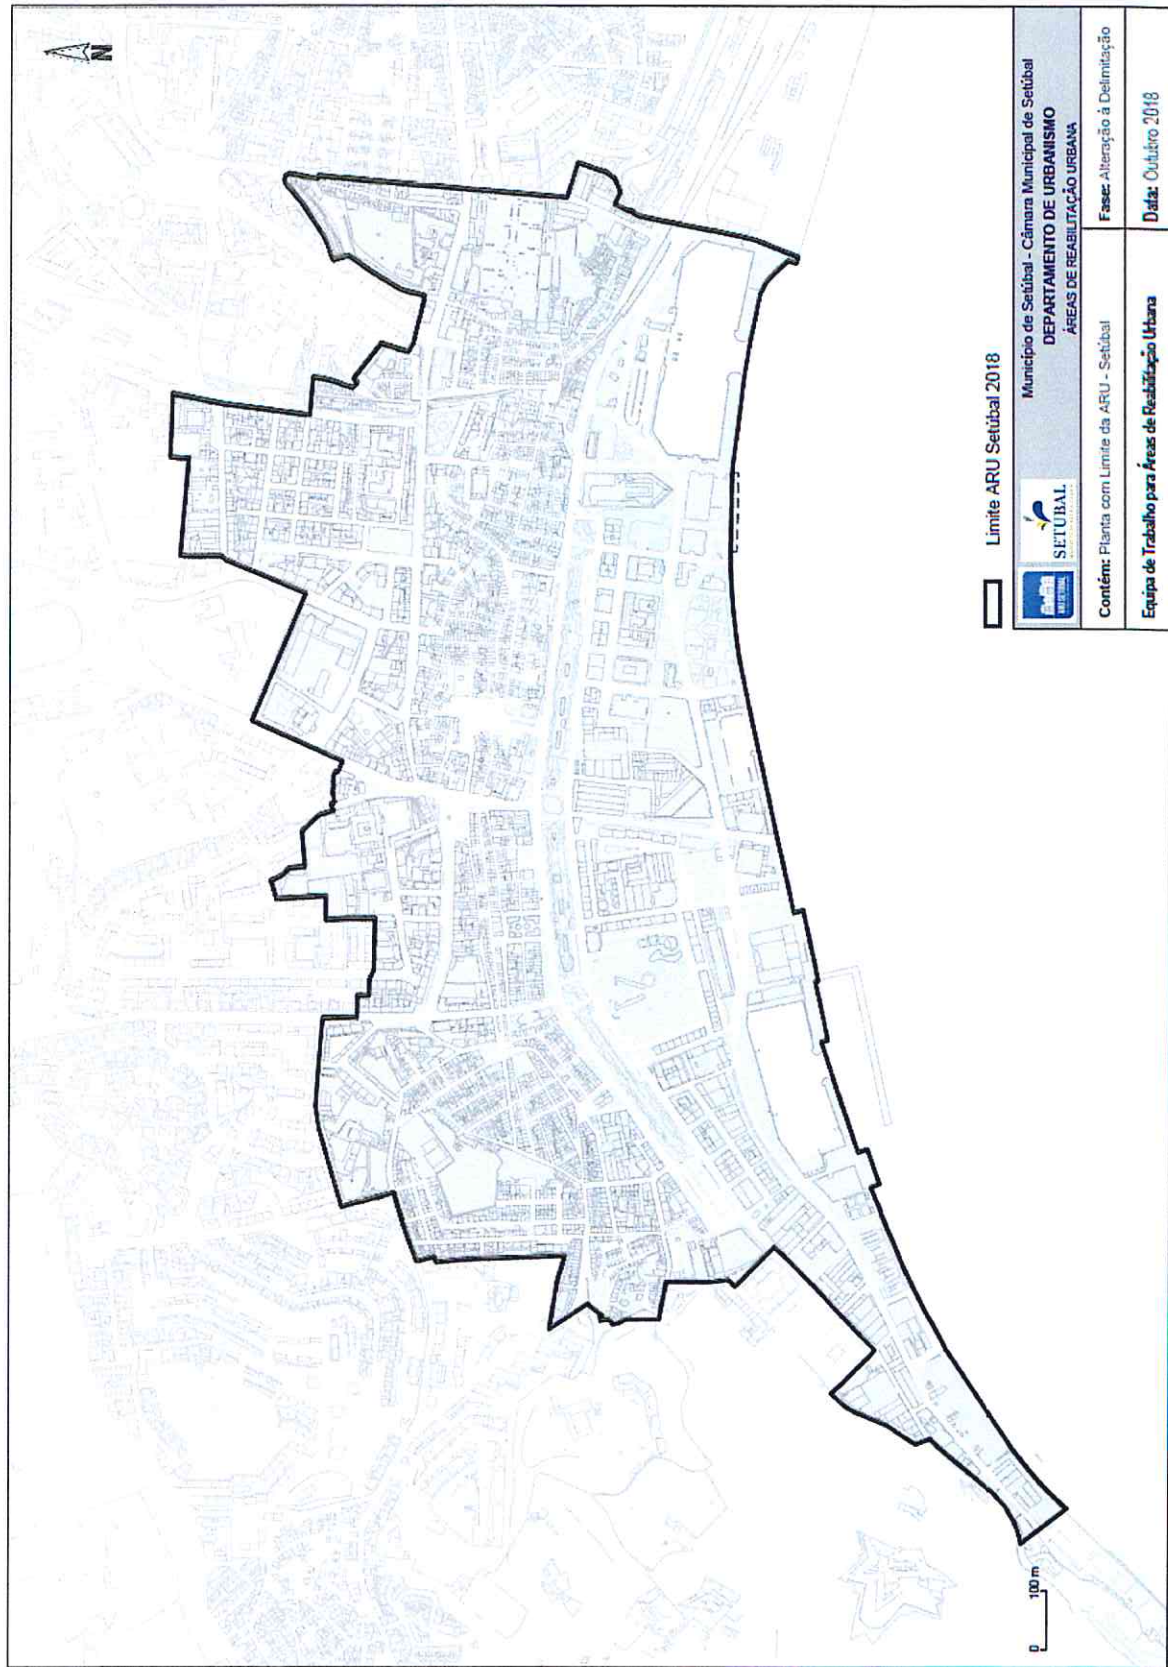 N
Limite ARU Setúbal 2018
Município de Setúbal - Câmara Municipal de Setúbal
DEPARTAMENTO DE URBANISMO
ÁREAS DE REABILITAÇÃO URBANA
SETÚBAL
Contém: Planta com Limite da ARU - Setúbal
Fase: Alteração à Delimitação
Equipa de Trabalho para Áreas de Reabilitação Urbana
Data: Outubro 2018
0 100 m